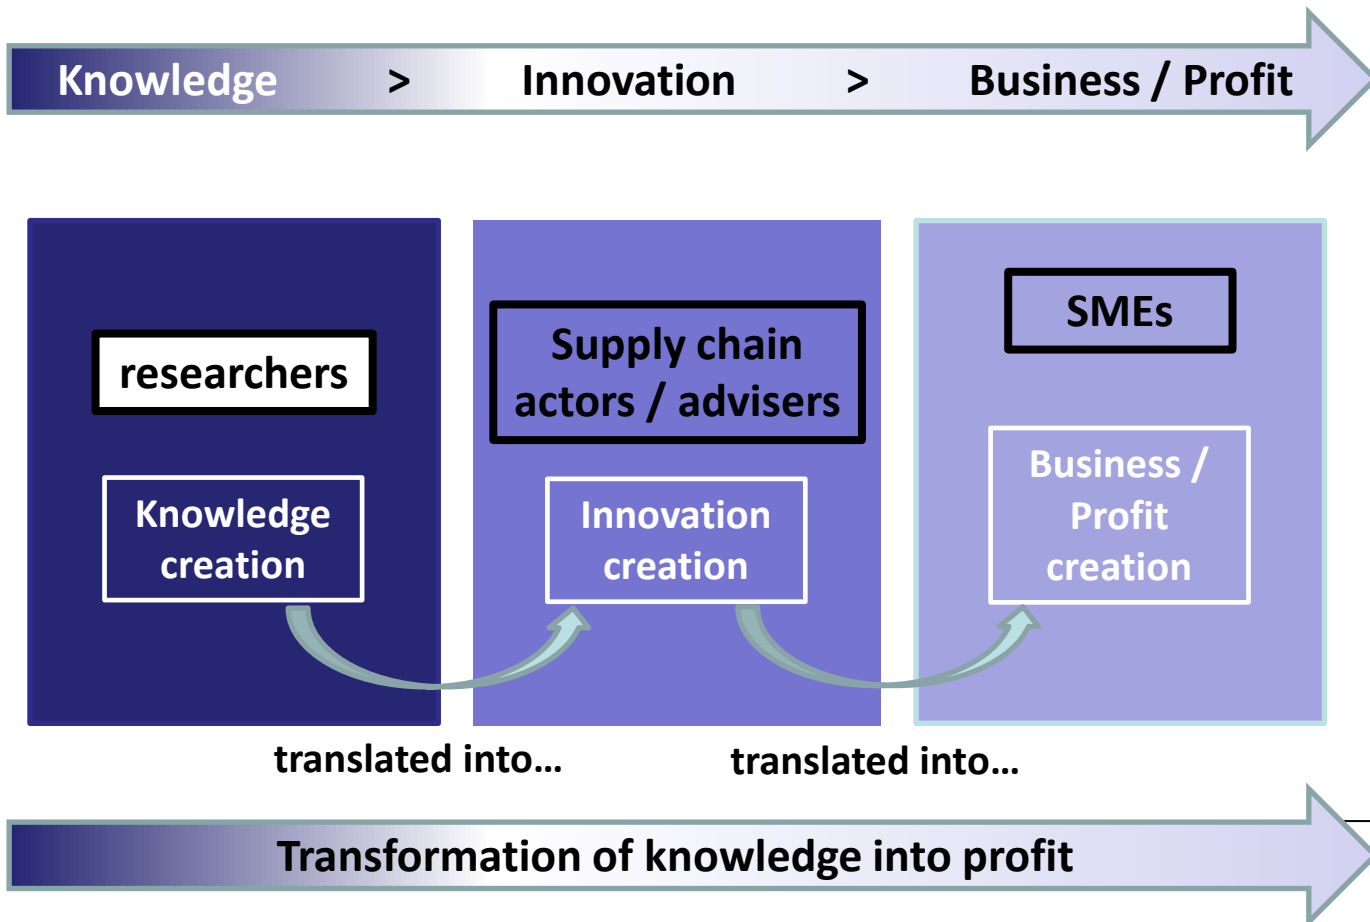 Knowledge > Innovation > Business / Profit
researchers
Knowledge
creation
Supply chain
actors / advisers
Innovation
creation
SMEs
Business /
Profit
creation
translated into…
translated into…
Transformation of knowledge into profit